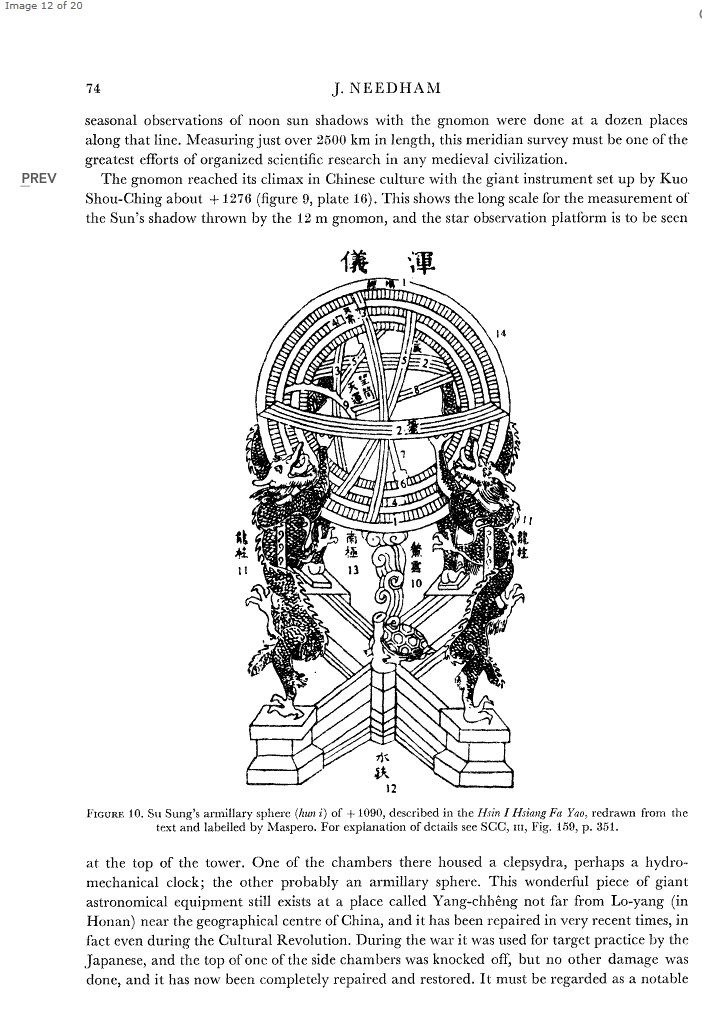 Image 12 of 20
74 J. NEEDHAM
seasonal observations of noon sun shadows with the gnomon were done at a dozen places
along that line. Measuring just over 2500 km in length, this meridian survey must be one of the
greatest efforts of organized scientific research in any medieval civilization.
PREV
The gnomon reached its climax in Chinese culture with the giant instrument set up by Kuo
Shou-Ching about +1276 (figure 9, plate 16). This shows the long scale for the measurement of
the Sun's shadow thrown by the 12 m gnomon, and the star observation platform is to be seen
儀 渾
1
14
4
3
5
5
2
8
望筒
天運
9
2
7
6
4
1
11
龍柱
11
南極
13
鰲雲
10
龍柱
水趺
12
FIGURE 10. Su Sung's armillary sphere (hun i) of +1090, described in the Hsin I Hsiang Fa Yao, redrawn from the
text and labelled by Maspero. For explanation of details see SCC, III, Fig. 159, p. 351.
at the top of the tower. One of the chambers there housed a clepsydra, perhaps a hydro-
mechanical clock; the other probably an armillary sphere. This wonderful piece of giant
astronomical equipment still exists at a place called Yang-chhêng not far from Lo-yang (in
Honan) near the geographical centre of China, and it has been repaired in very recent times, in
fact even during the Cultural Revolution. During the war it was used for target practice by the
Japanese, and the top of one of the side chambers was knocked off, but no other damage was
done, and it has now been completely repaired and restored. It must be regarded as a notable